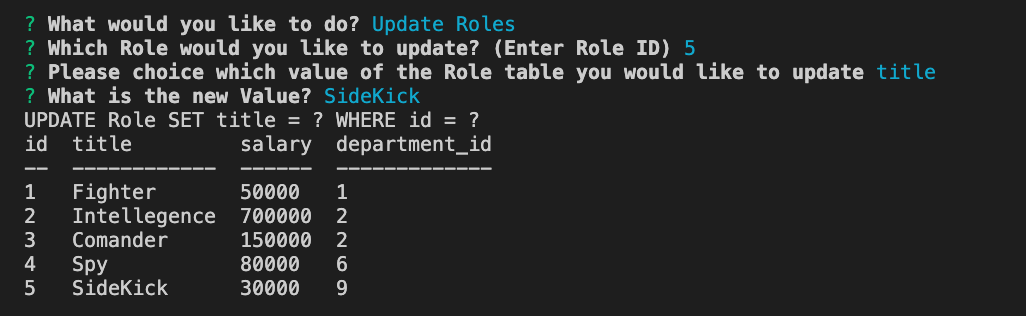 ? What would you like to do? Update Roles
? Which Role would you like to update? (Enter Role ID) 5
? Please choice which value of the Role table you would like to update title
? What is the new Value? SideKick
UPDATE Role SET title = ? WHERE id = ?
id  title         salary  department_id
--  ------------  ------  -------------
1   Fighter       50000   1
2   Intellegence  700000  2
3   Comander      150000  2
4   Spy           80000   6
5   SideKick      30000   9